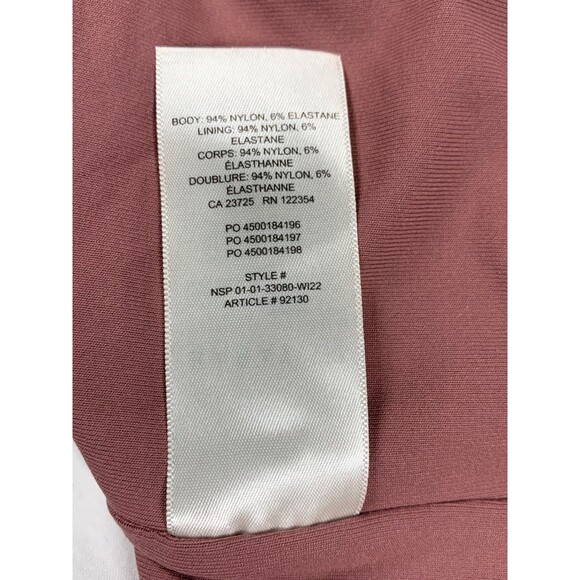 BODY: 94% NYLON, 6% ELASTANE
LINING: 94% NYLON, 6%
ELASTANE
CORPS: 94% NYLON, 6%
ÉLASTHANNE
DOUBLURE: 94% NYLON, 6%
ÉLASTHANNE
CA 23725 RN 122354
PO 4500184196
PO 4500184197
PO 4500184198
STYLE #
NSP 01-01-33080-WI22
ARTICLE # 92130